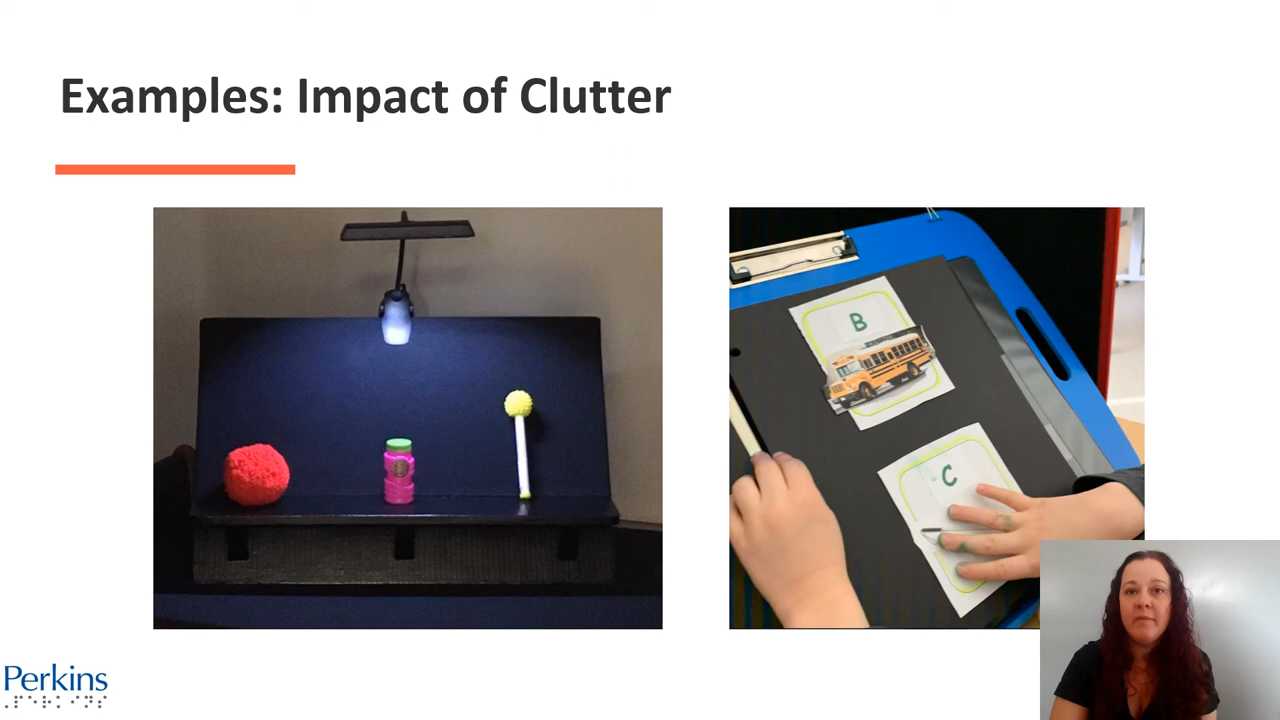 Examples: Impact of Clutter
B
C
Perkins
⠠⠏⠑⠗⠅⠊⠝⠎